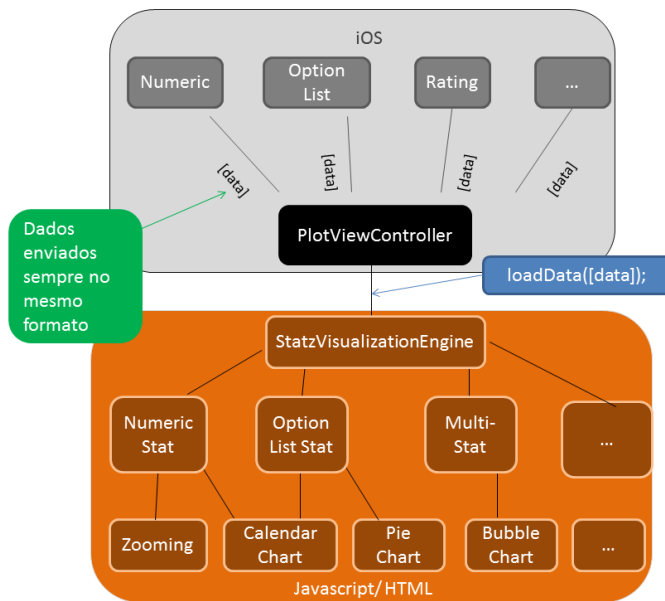 iOS
Numeric
Option
List
Rating
...
[data]
[data]
[data]
[data]
Dados
enviados
sempre no
mesmo
formato
PlotViewController
loadData([data]);
StatzVisualizationEngine
Numeric
Stat
Option
List Stat
Multi-
Stat
...
Zooming
Calendar
Chart
Pie
Chart
Bubble
Chart
...
Javascript/ HTML